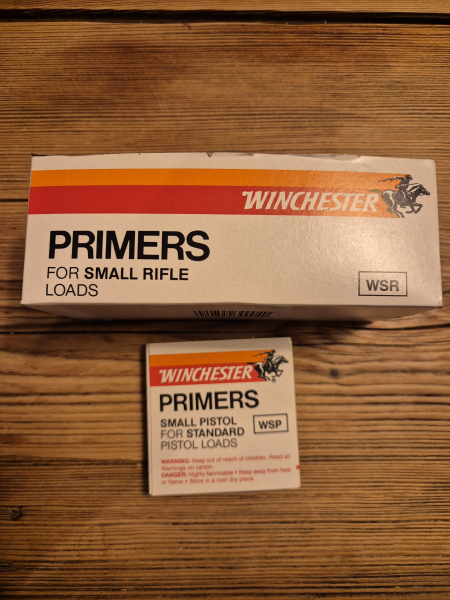 WINCHESTER
PRIMERS
FOR SMALL RIFLE
LOADS
WSR
WINCHESTER
PRIMERS
SMALL PISTOL
FOR STANDARD
PISTOL LOADS
WSP
WARNING: Keep out of reach of children. Read all
Warnings on carton.
DANGER: Highly flammable • Keep away from heat
or flame • Store in a cool dry place